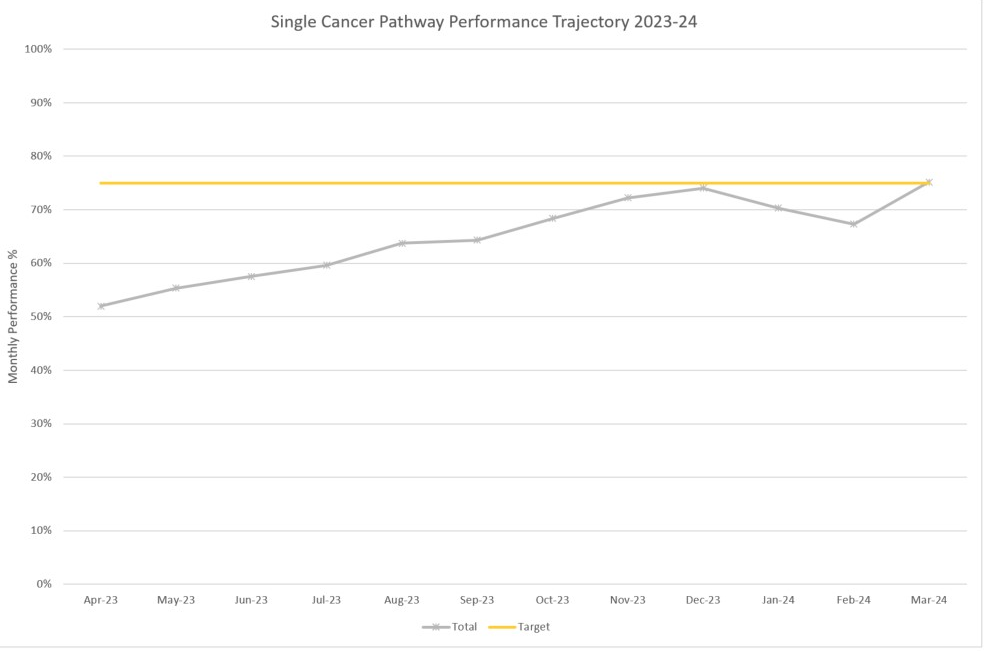 Single Cancer Pathway Performance Trajectory 2023-24
100%
90%
80%
70%
60%
50%
40%
30%
20%
10%
0%
Monthly Performance %
Apr-23 May-23 Jun-23 Jul-23 Aug-23 Sep-23 Oct-23 Nov-23 Dec-23 Jan-24 Feb-24 Mar-24
Total Target